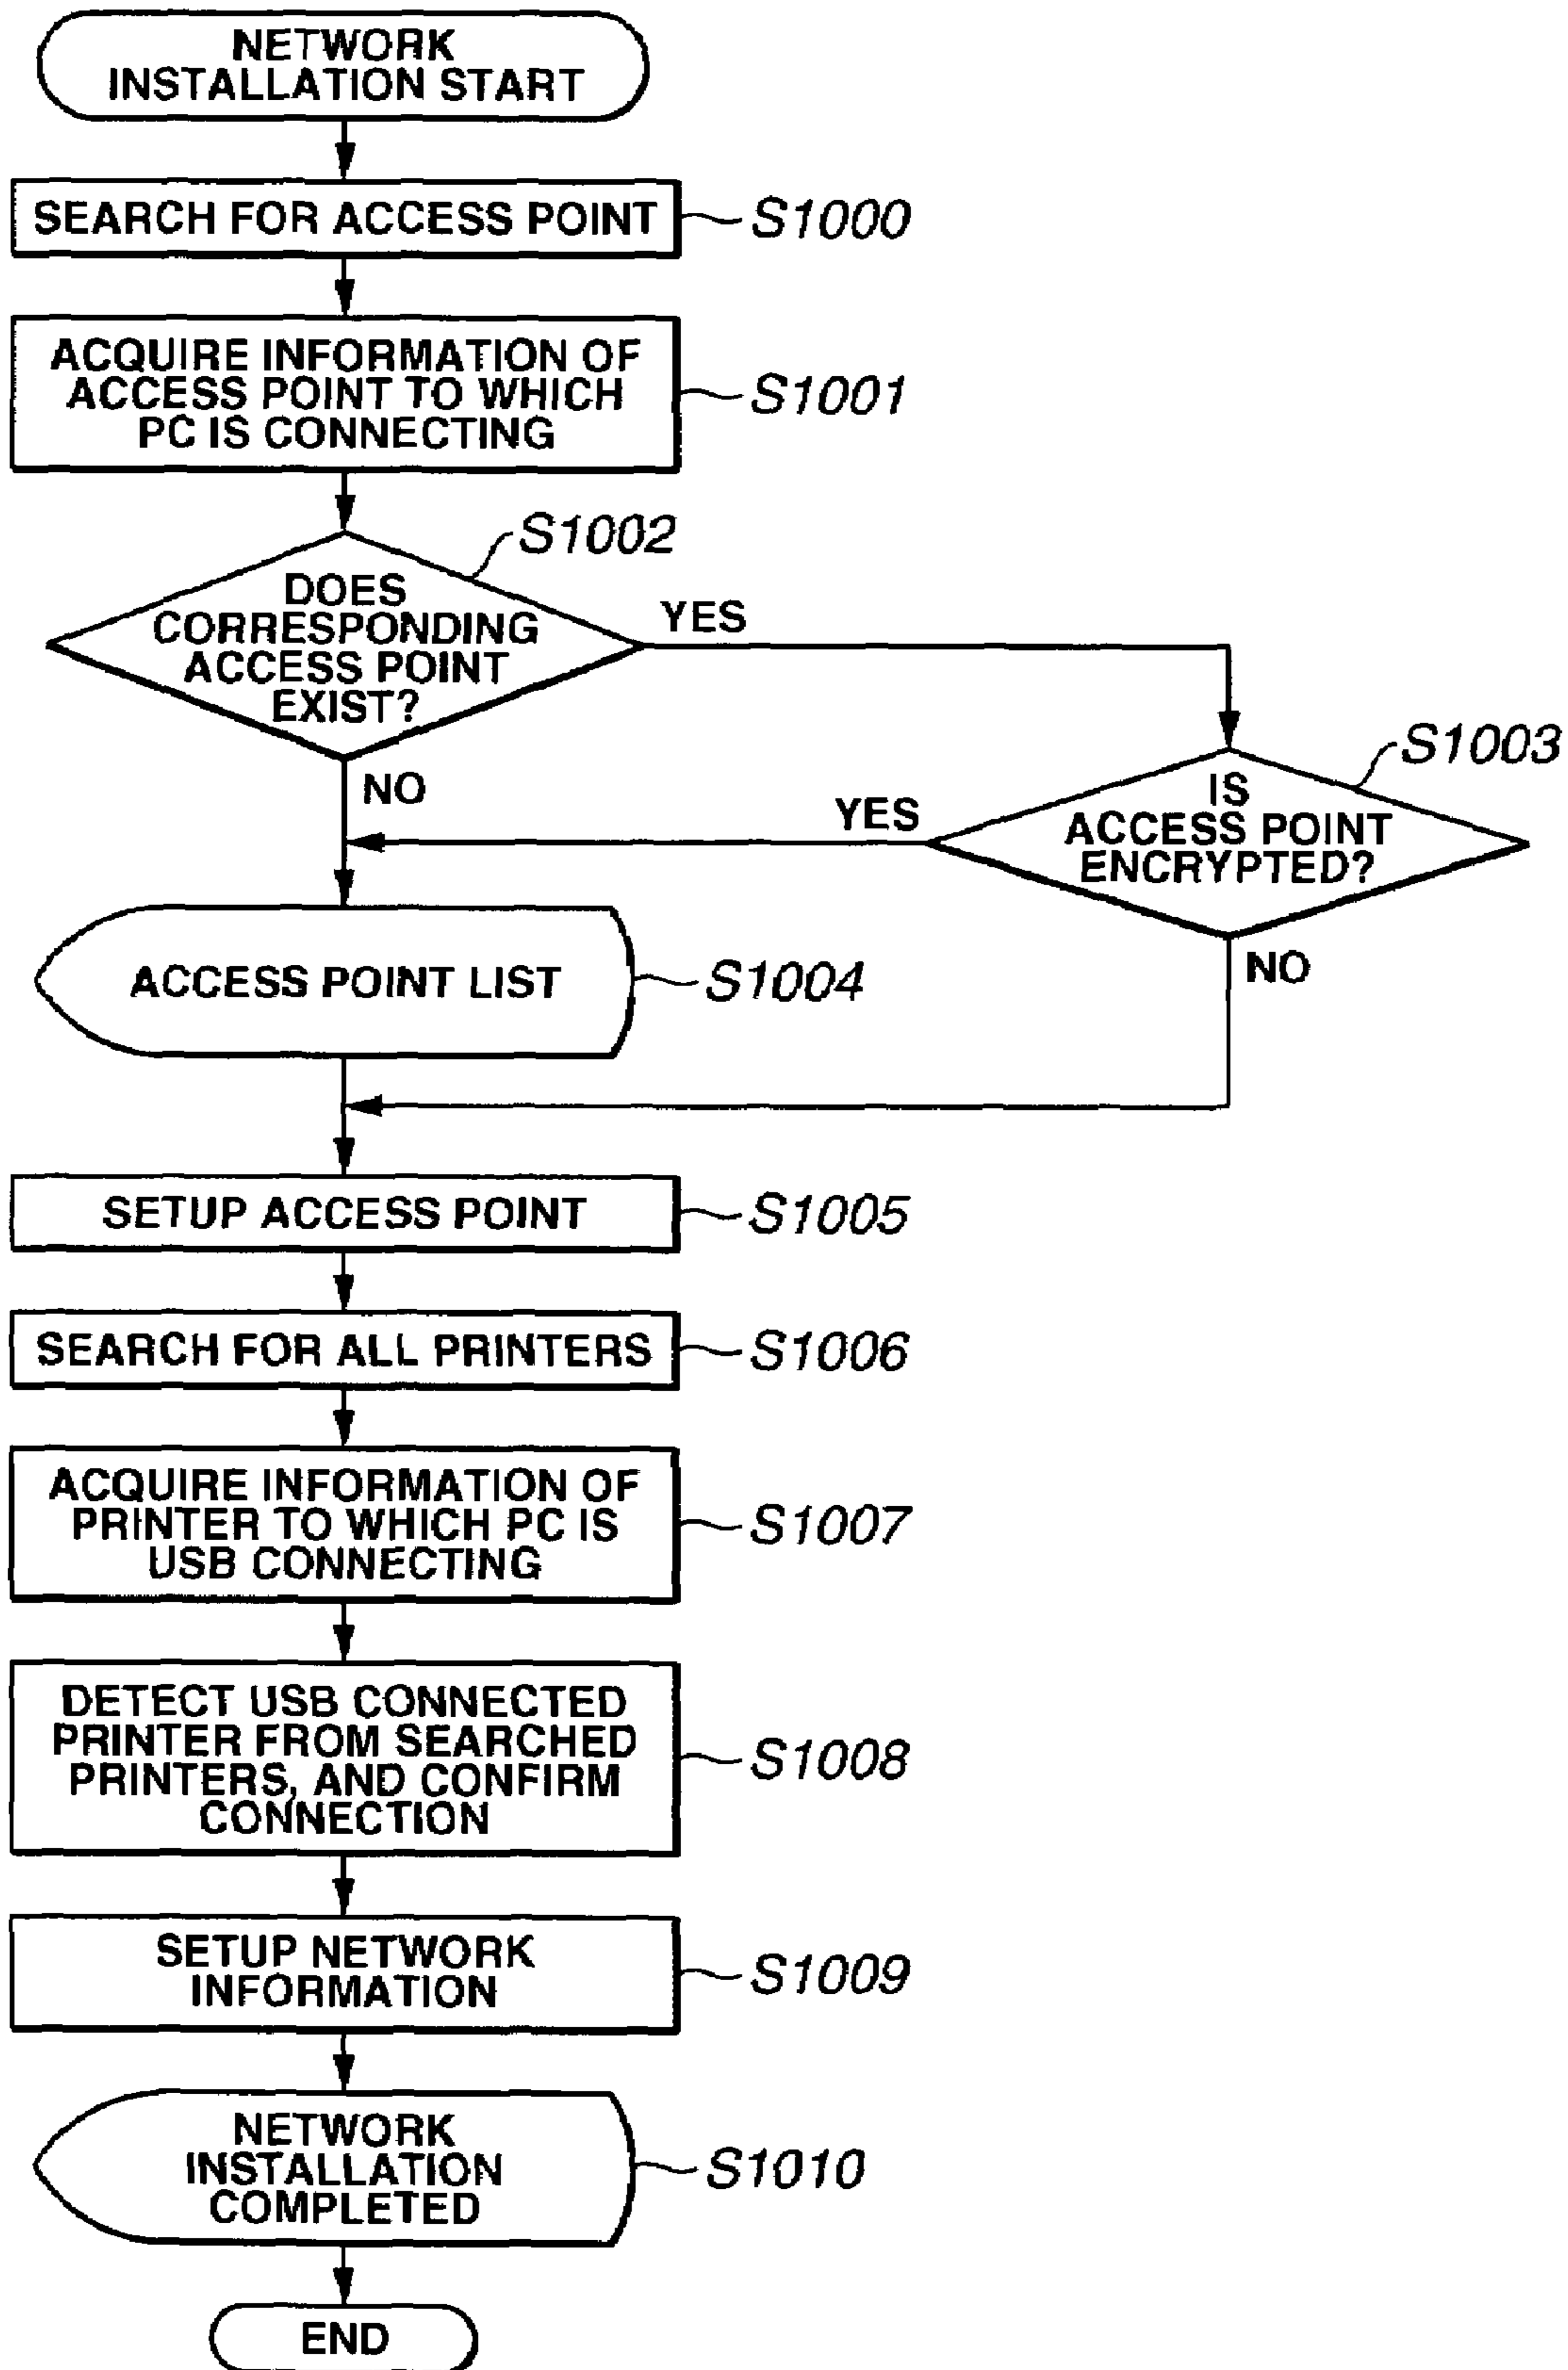 NETWORK
INSTALLATION START
SEARCH FOR ACCESS POINT
S1000
ACQUIRE INFORMATION OF
ACCESS POINT TO WHICH
PC IS CONNECTING
S1001
S1002
DOES
CORRESPONDING
ACCESS POINT
EXIST?
YES
NO
S1003
IS
ACCESS POINT
ENCRYPTED?
YES
NO
ACCESS POINT LIST
S1004
SETUP ACCESS POINT
S1005
SEARCH FOR ALL PRINTERS
S1006
ACQUIRE INFORMATION OF
PRINTER TO WHICH PC IS
USB CONNECTING
S1007
DETECT USB CONNECTED
PRINTER FROM SEARCHED
PRINTERS, AND CONFIRM
CONNECTION
S1008
SETUP NETWORK
INFORMATION
S1009
NETWORK
INSTALLATION
COMPLETED
S1010
END